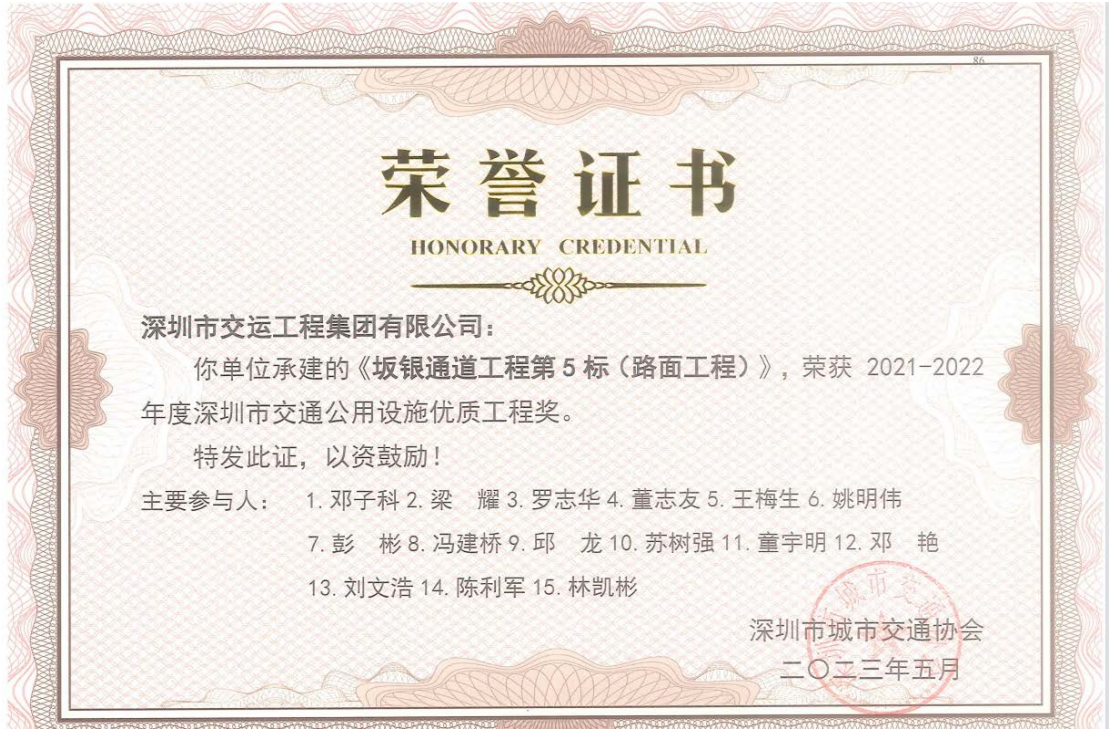 86
荣誉证书
HONORARY CREDENTIAL
深圳市交运工程集团有限公司：
你单位承建的《坂银通道工程第5标（路面工程）》，荣获 2021-2022
年度深圳市交通公用设施优质工程奖。
特发此证，以资鼓励！
主要参与人： 1.邓子科 2.梁 耀 3.罗志华 4.董志友 5.王梅生 6.姚明伟
7.彭 彬 8.冯建桥 9.邱 龙 10.苏树强 11.童宇明 12.邓 艳
13.刘文浩 14.陈利军 15.林凯彬
深圳市城市交通协会
二〇二三年五月